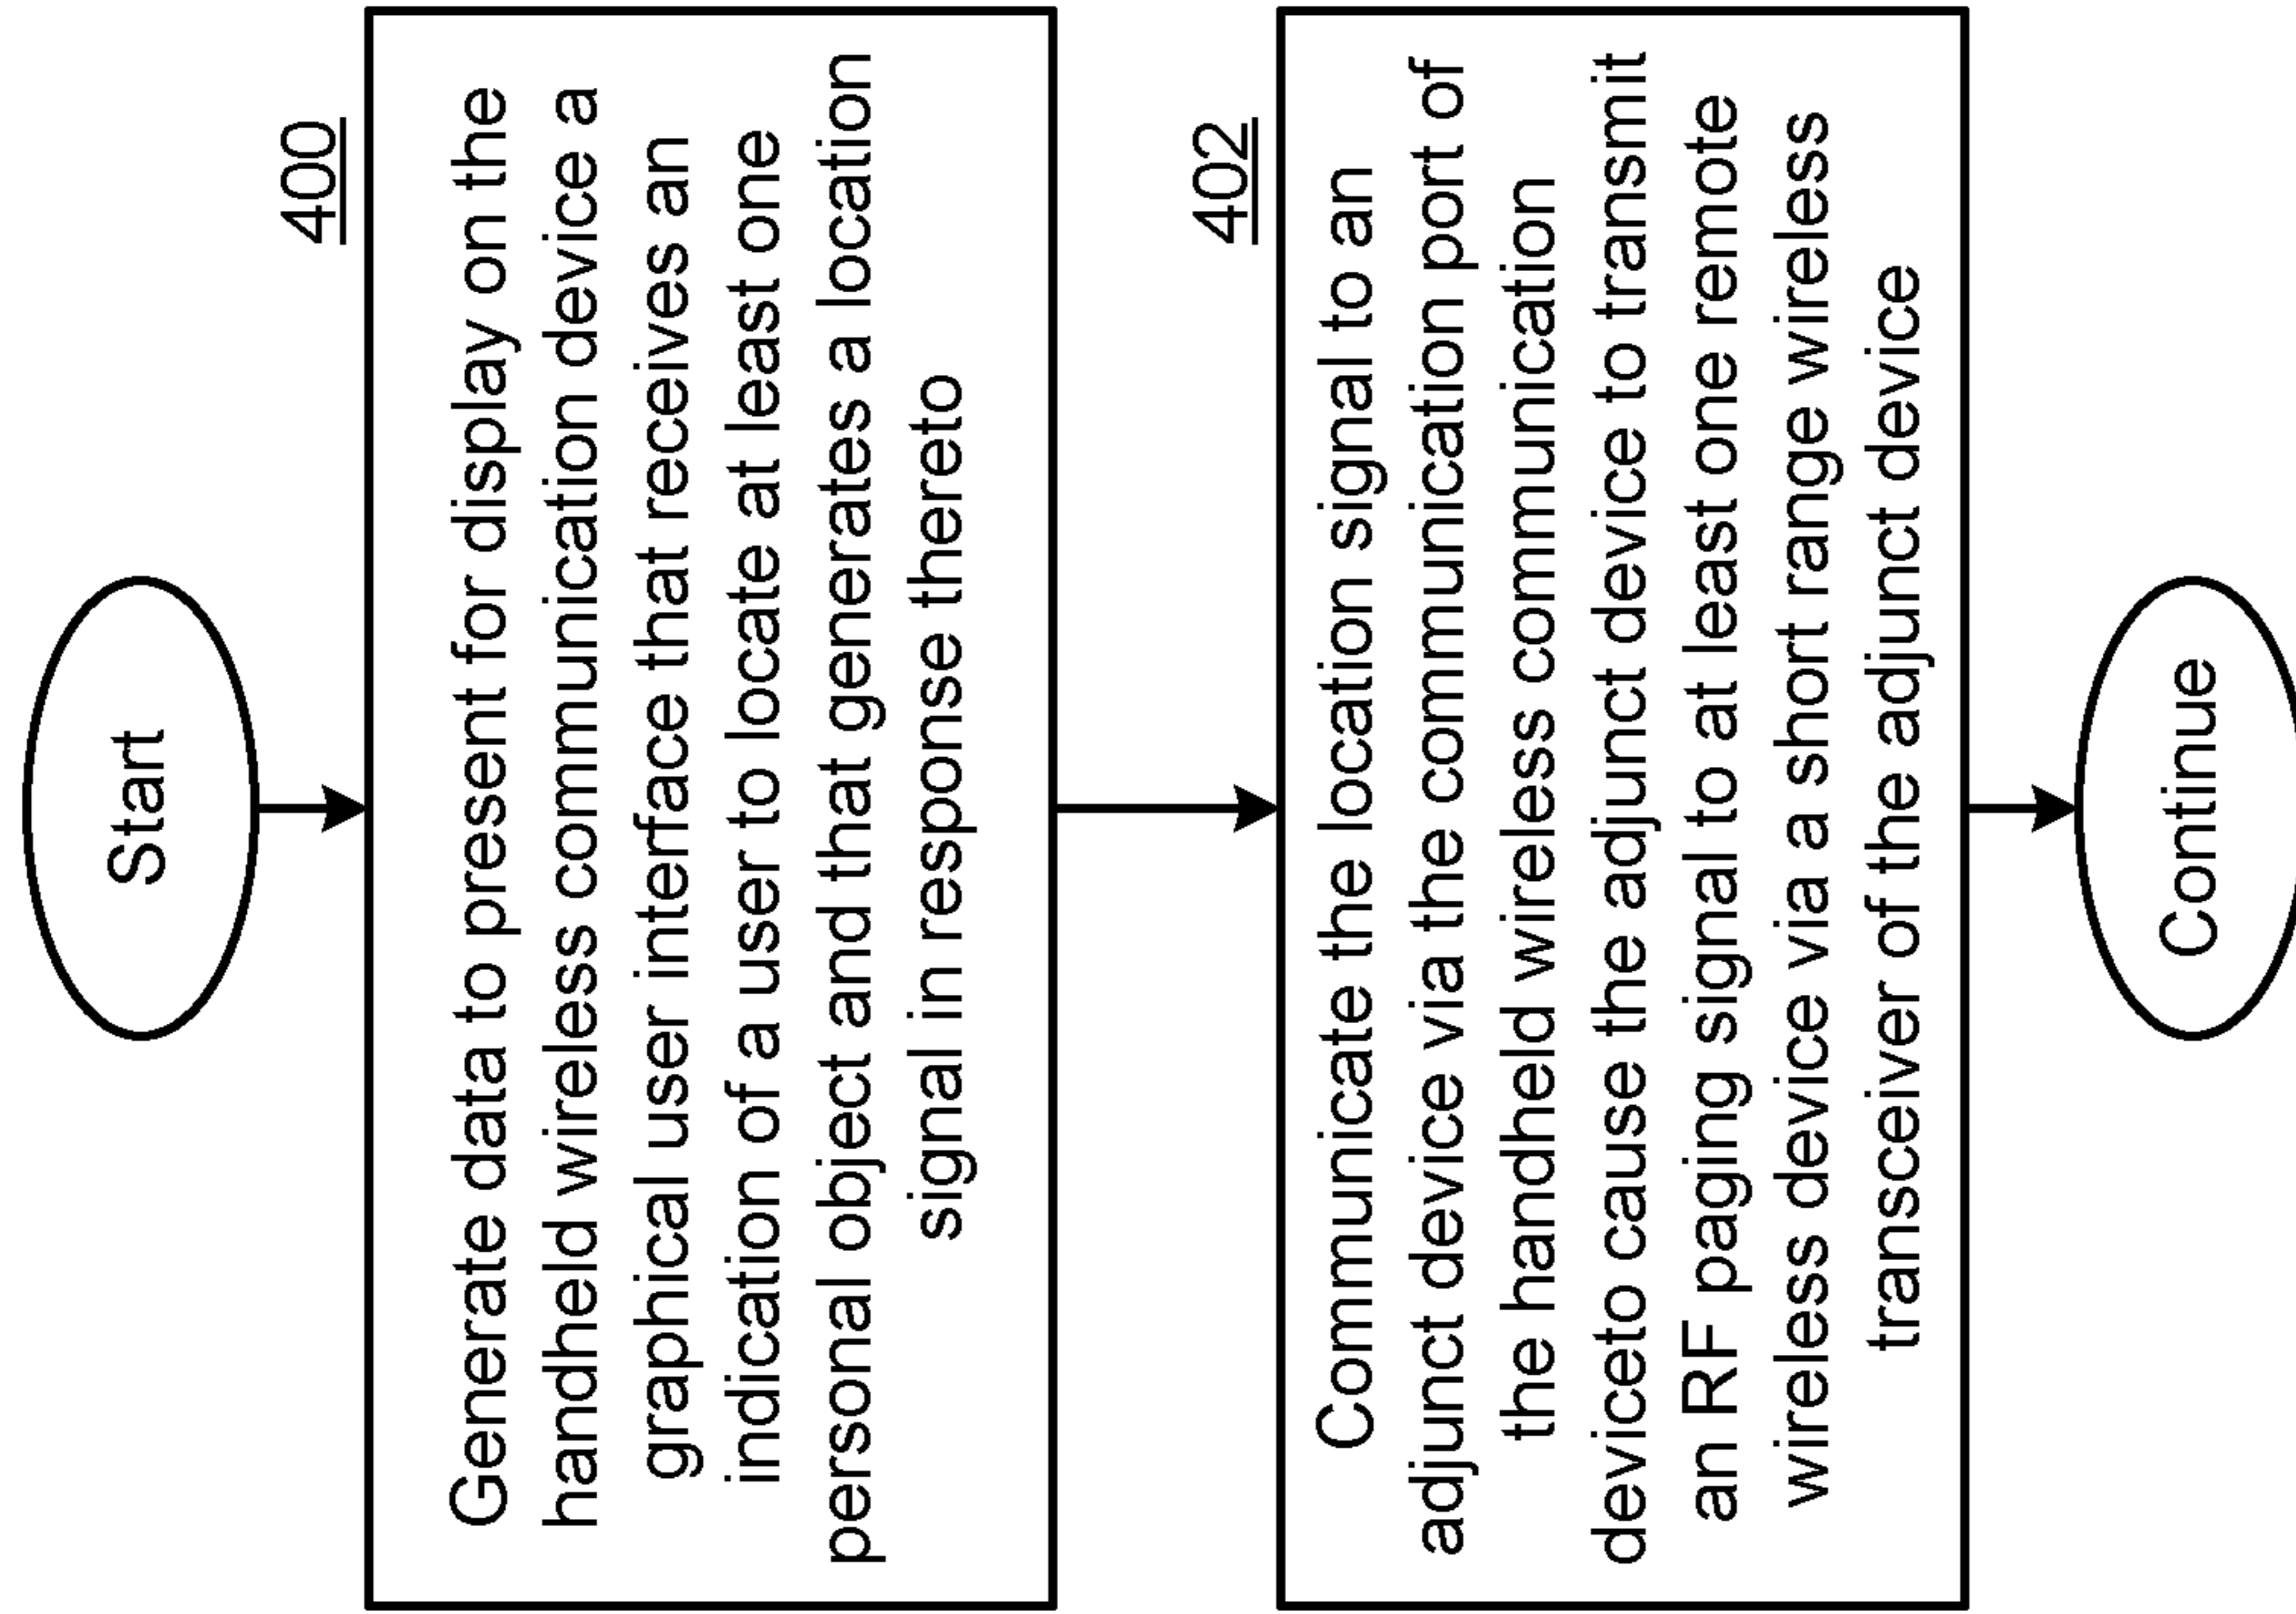 Start
400
Generate data to present for display on the
handheld wireless communication device a
graphical user interface that receives an
indication of a user to locate at least one
personal object and that generates a location
signal in response thereto
402
Communicate the location signal to an
adjunct device via the communication port of
the handheld wireless communication
deviceto cause the adjunct device to transmit
an RF paging signal to at least one remote
wireless device via a short range wireless
transceiver of the adjunct device
Continue